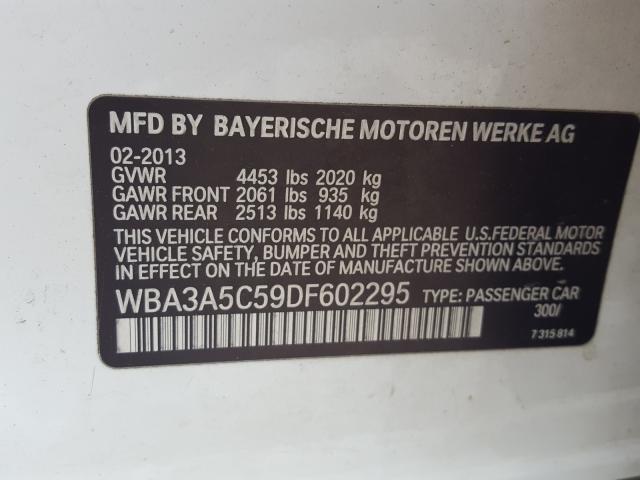 MFD BY BAYERISCHE MOTOREN WERKE AG
02-2013
GVWR 4453 lbs 2020 kg
GAWR FRONT 2061 lbs 935 kg
GAWR REAR 2513 lbs 1140 kg
THIS VEHICLE CONFORMS TO ALL APPLICABLE U.S.FEDERAL MOTOR
VEHICLE SAFETY, BUMPER AND THEFT PREVENTION STANDARDS
IN EFFECT ON THE DATE OF MANUFACTURE SHOWN ABOVE.
WBA3A5C59DF602295 TYPE: PASSENGER CAR
300/
7 315 814